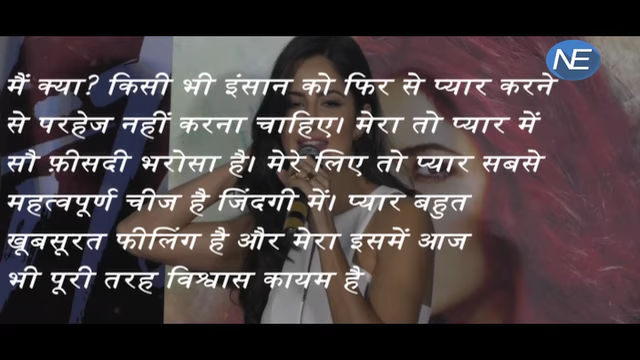 NE
मैं क्या? किसी भी इंसान को फिर से प्यार करने
से परहेज नहीं करना चाहिए। मेरा तो प्यार में
सौ फ़ीसदी भरोसा है। मेरे लिए तो प्यार सबसे
महत्वपूर्ण चीज है जिंदगी में। प्यार बहुत
खूबसूरत फीलिंग है और मेरा इसमें आज
भी पूरी तरह विश्वास कायम है